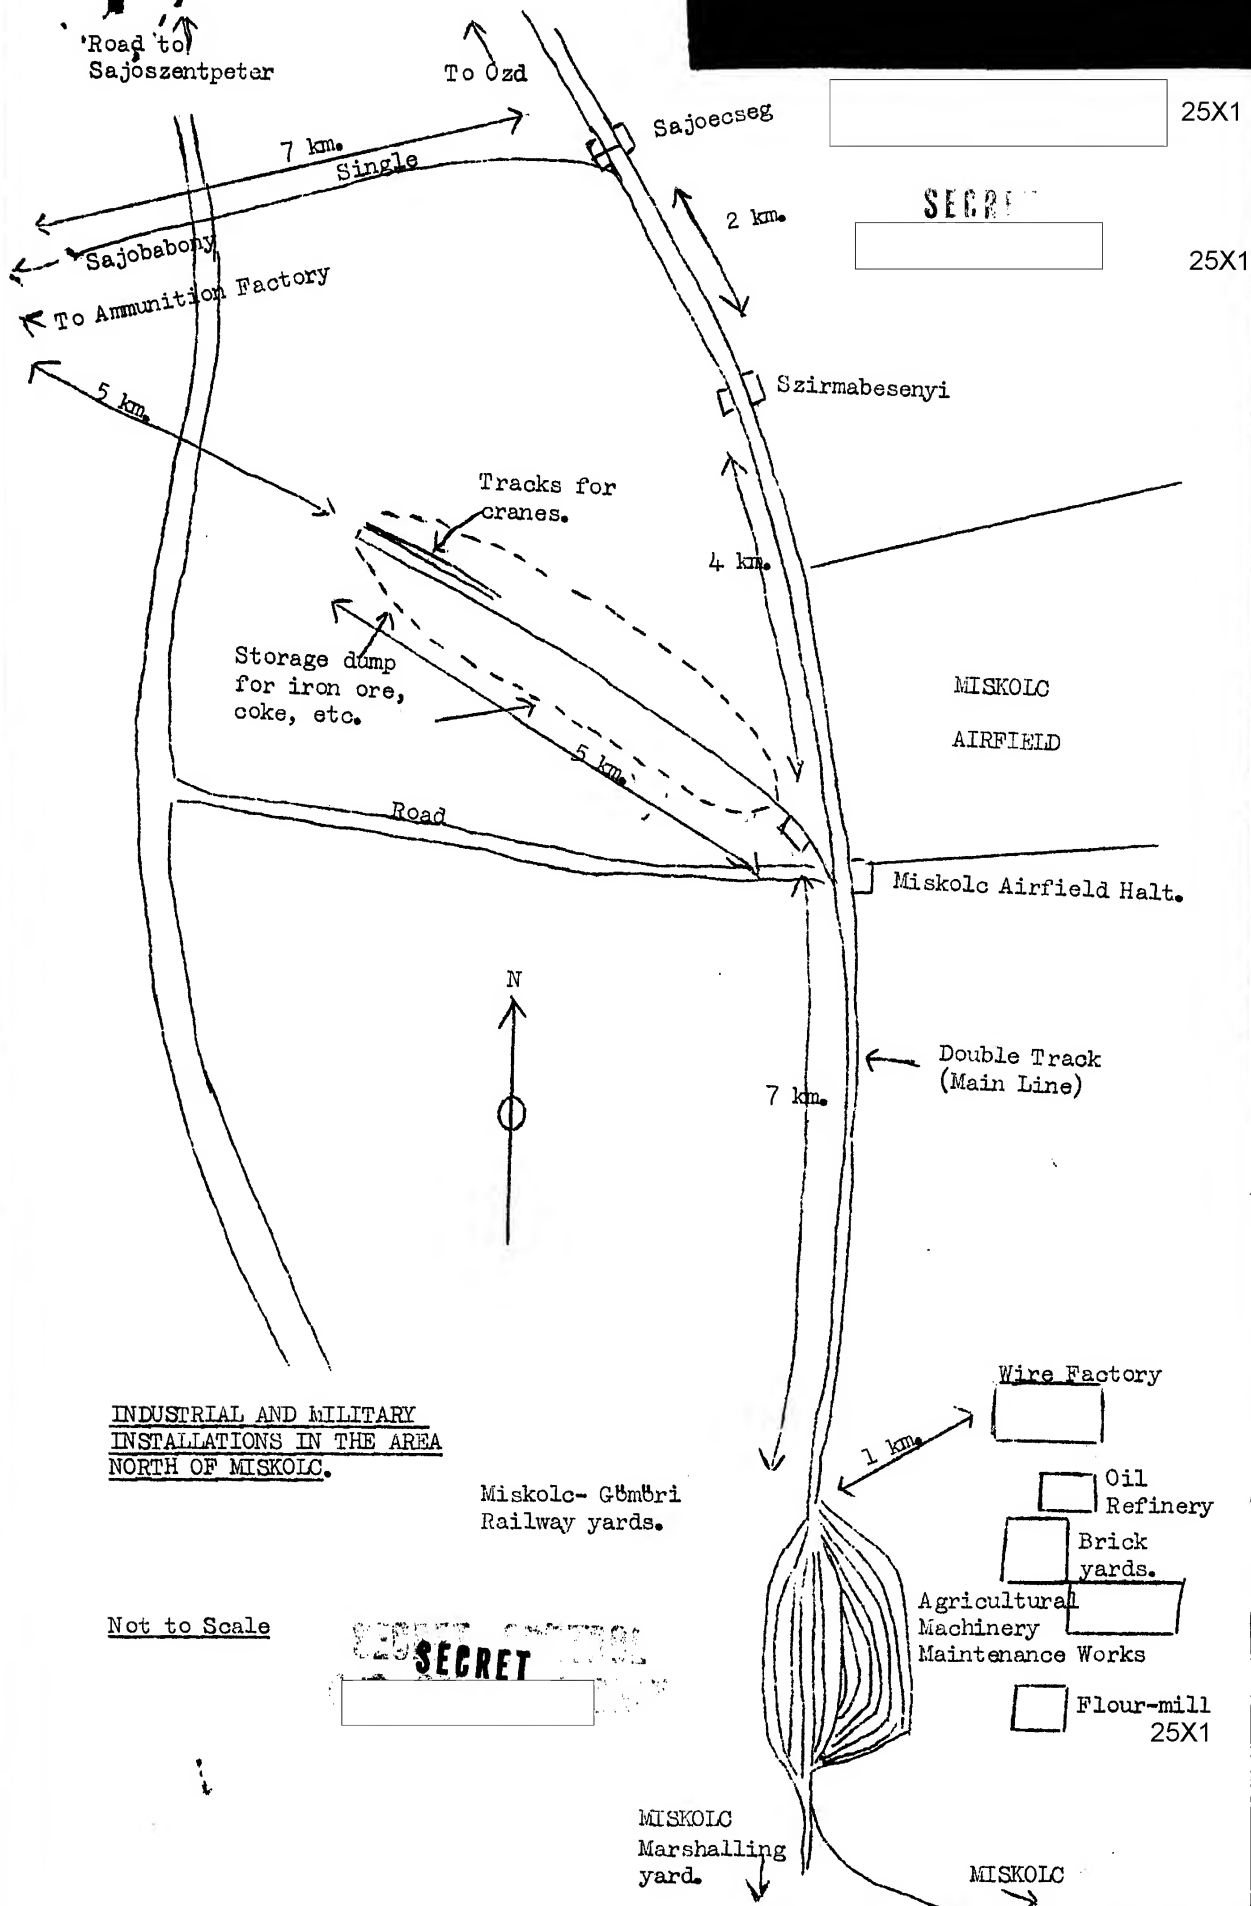 'Road to
Sajoszentpeter
To Ozd
Sajoecseg
25X1
7 km.
Single
SECRET
2 km.
25X1
Sajobabony
To Ammunition Factory
5 km.
Szirmabesenyi
Tracks for
cranes.
4 km.
Storage dump
for iron ore,
coke, etc.
MISKOLC
AIRFIELD
5 km.
Road
Miskolc Airfield Halt.
N
Double Track
(Main Line)
7 km.
Wire Factory
INDUSTRIAL AND MILITARY
INSTALLATIONS IN THE AREA
NORTH OF MISKOLC.
1 km.
Miskolc- Gömöri
Railway yards.
Oil
Refinery
Brick
yards.
Agricultural
Machinery
Maintenance Works
Not to Scale
SECRET
Flour-mill
25X1
MISKOLC
Marshalling
yard.
MISKOLC